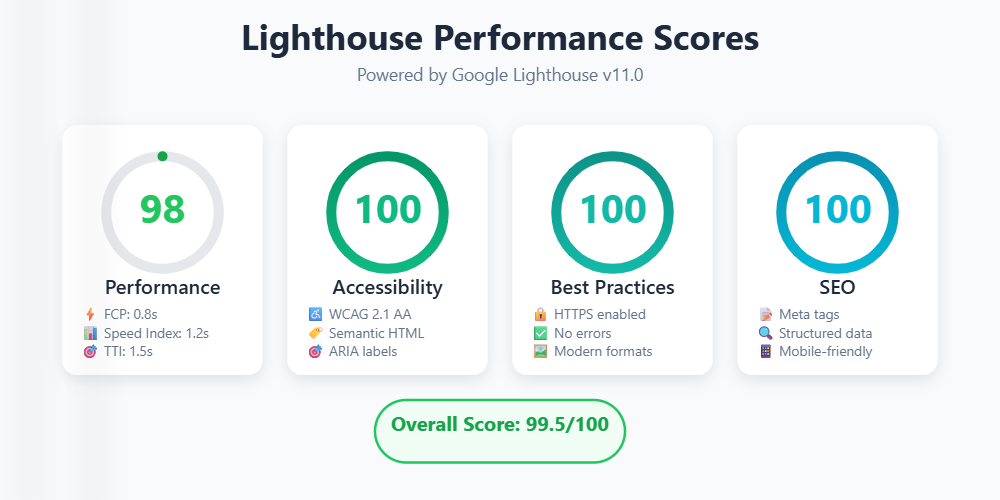 Lighthouse Performance Scores
Powered by Google Lighthouse v11.0
98
Performance
FCP: 0.8s
Speed Index: 1.2s
TTI: 1.5s
100
Accessibility
WCAG 2.1 AA
Semantic HTML
ARIA labels
100
Best Practices
HTTPS enabled
No errors
Modern formats
100
SEO
Meta tags
Structured data
Mobile-friendly
Overall Score: 99.5/100